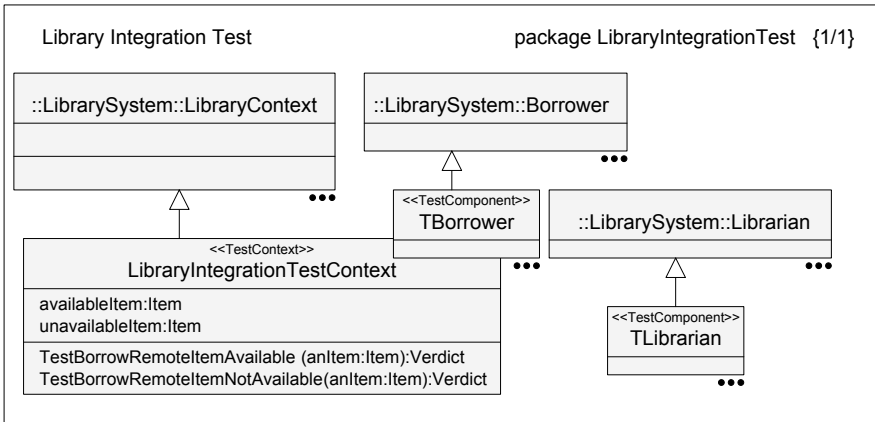 Library Integration Test
package LibraryIntegrationTest {1/1}
::LibrarySystem::LibraryContext
::LibrarySystem::Borrower
<<TestComponent>>
TBorrower
::LibrarySystem::Librarian
<<TestContext>>
LibraryIntegrationTestContext
availableItem:Item
unavailableItem:Item
TestBorrowRemoteItemAvailable (anItem:Item):Verdict
TestBorrowRemoteItemNotAvailable(anItem:Item):Verdict
<<TestComponent>>
TLibrarian